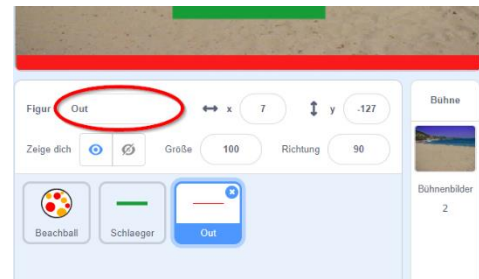 Figur Out x 7 y -127
Zeige dich Größe 100 Richtung 90
Beachball Schlaeger Out
Bühne
Bühnenbilder
2